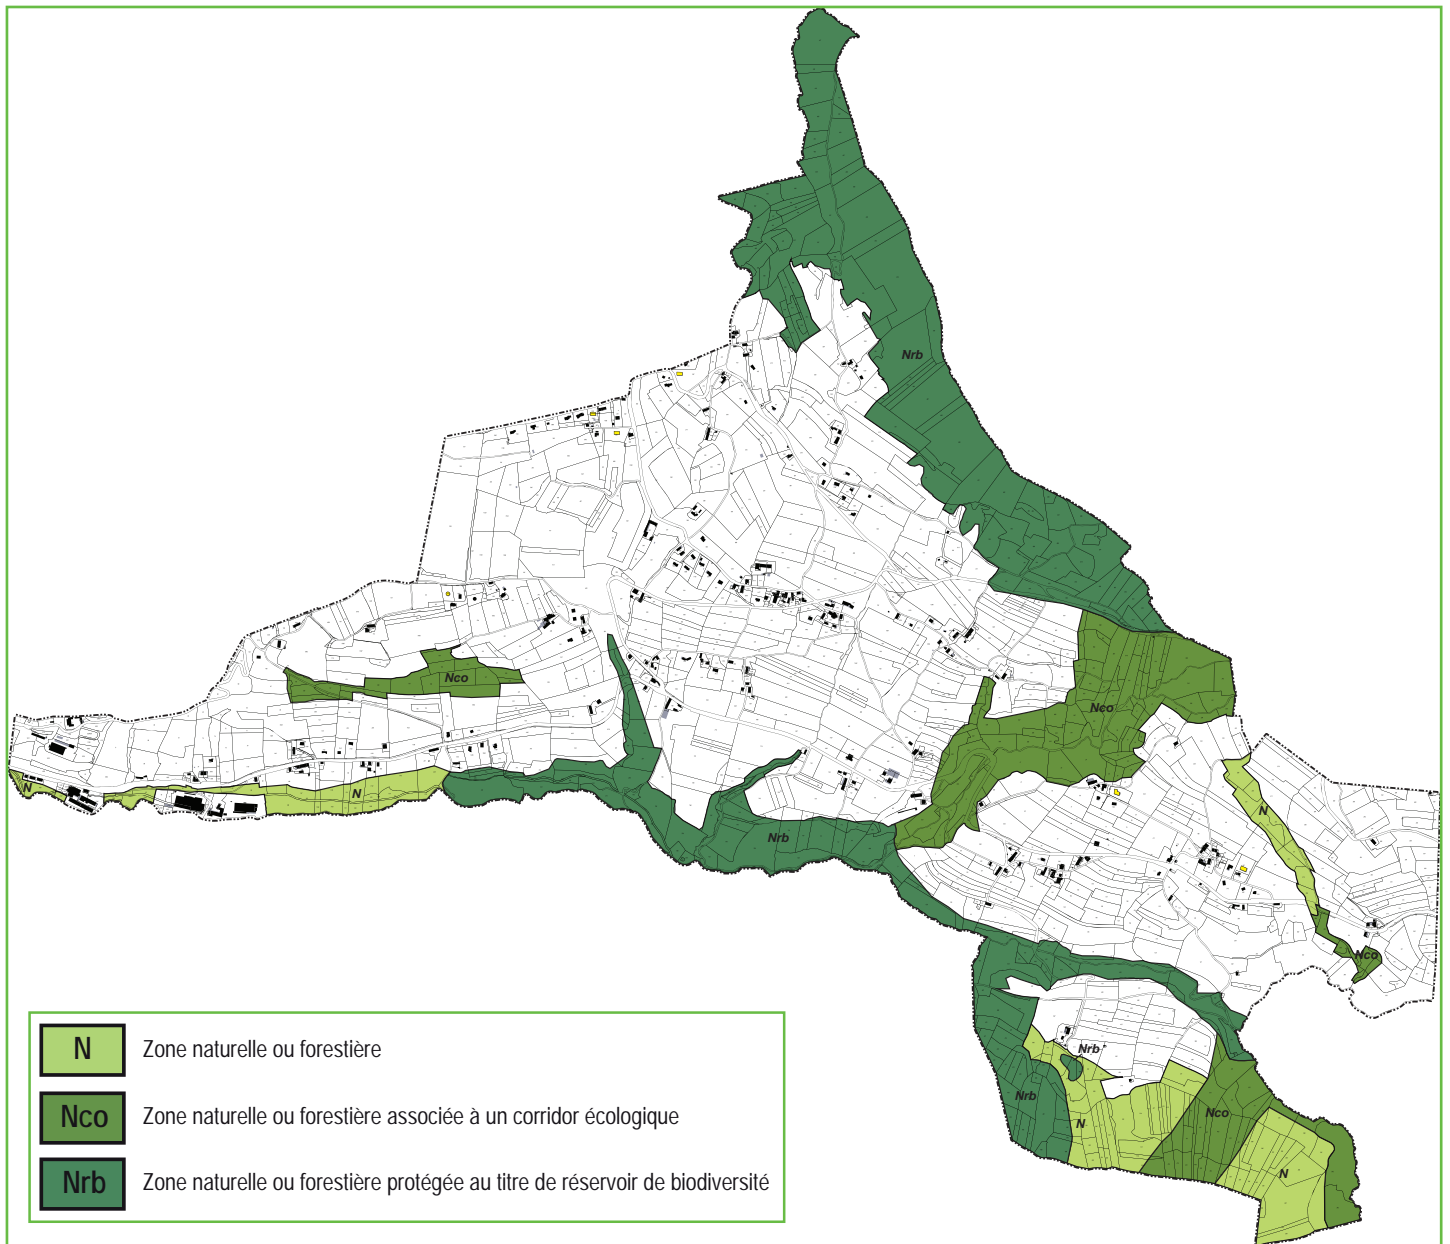 Nrb
Nco
Nco
N
N
N
Nrb
Nco
Nrb
Nrb
Nco
N
N
N Zone naturelle ou forestière
Nco Zone naturelle ou forestière associée à un corridor écologique
Nrb Zone naturelle ou forestière protégée au titre de réservoir de biodiversité